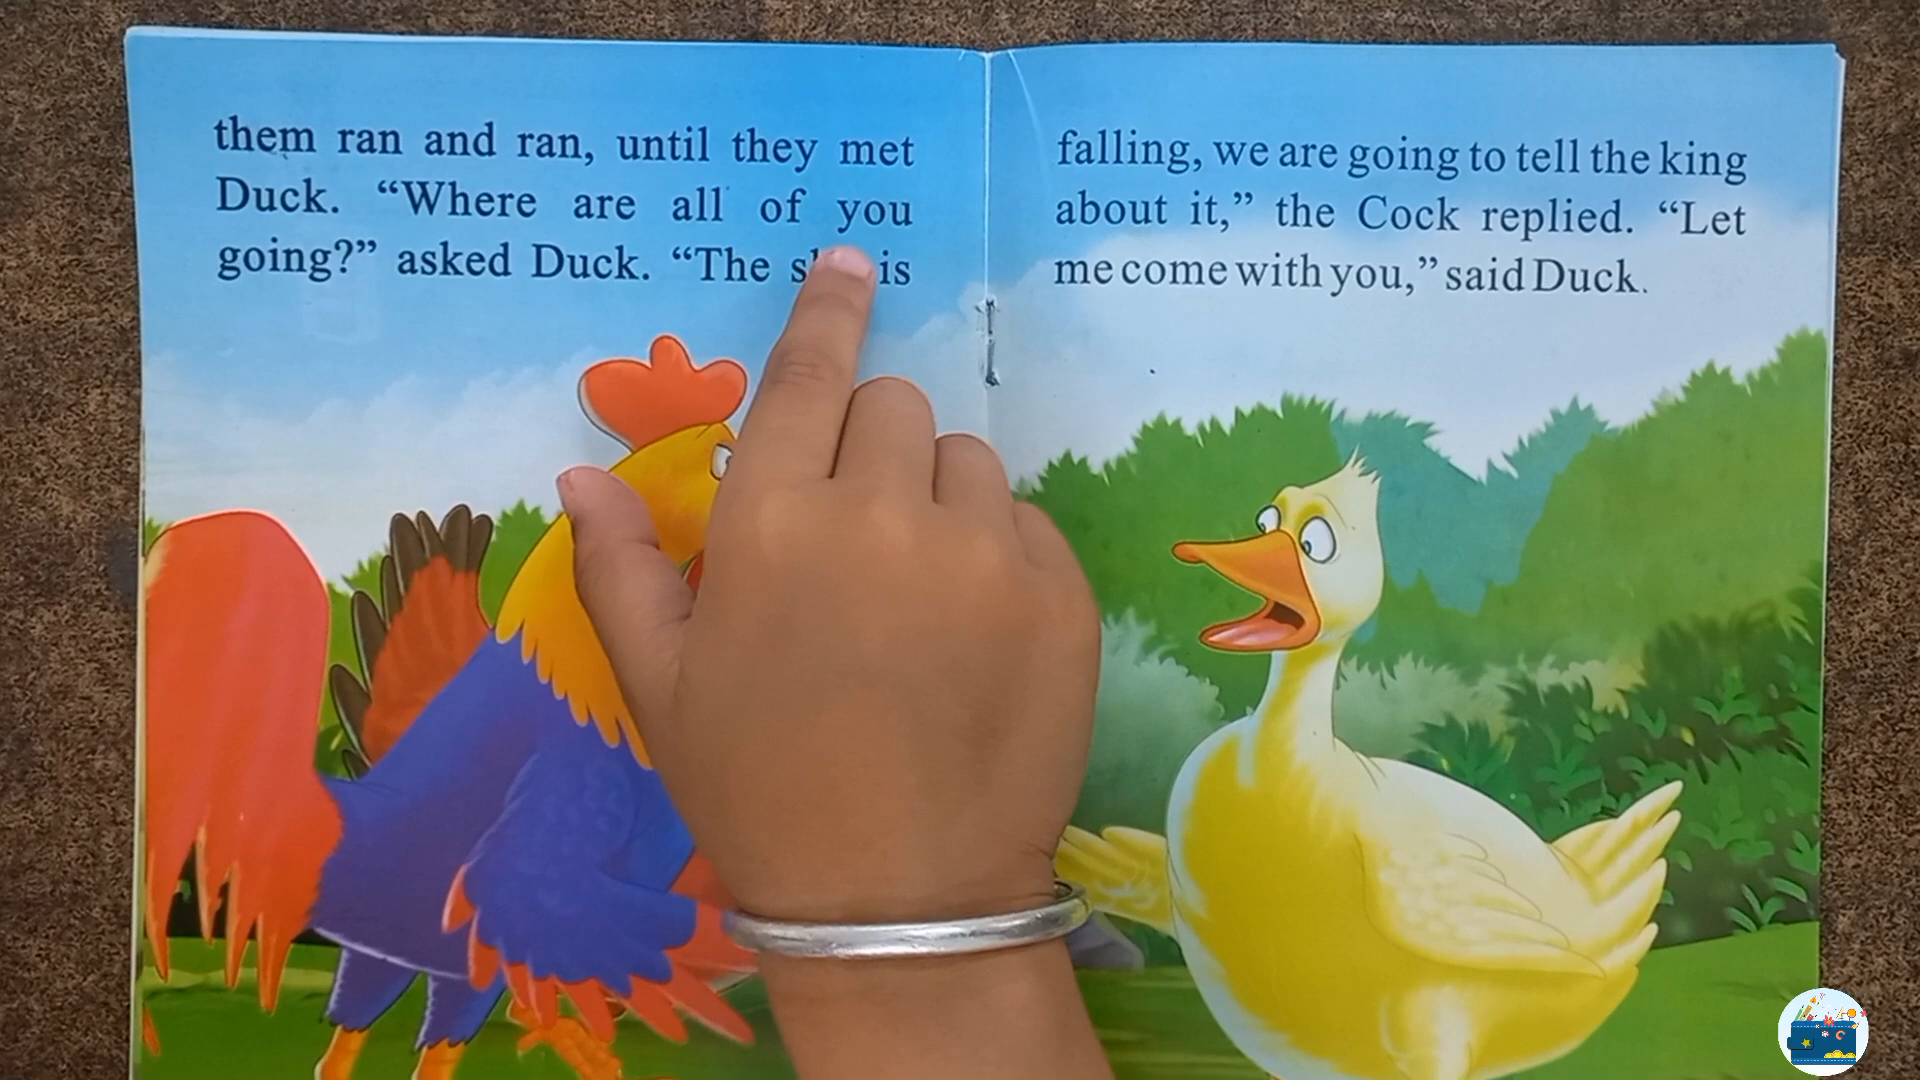 them ran and ran, until they met
Duck. “Where are all of you
going?” asked Duck. “The is
falling, we are going to tell the king
about it,” the Cock replied. “Let
me come with you,” said Duck.